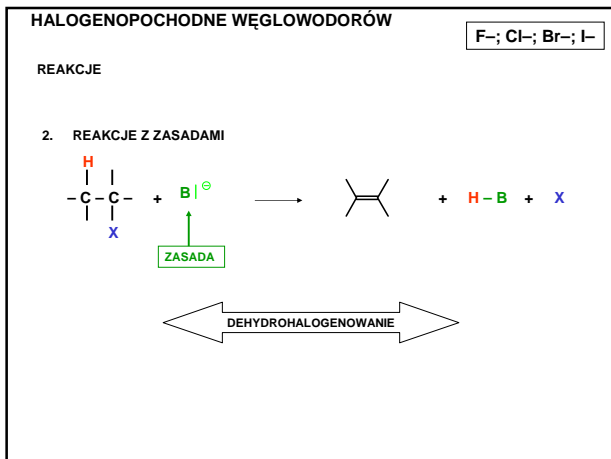 HALOGENOPOCHODNE WĘGLOWODORÓW
F–; Cl–; Br–; I–
REAKCJE
2. REAKCJE Z ZASADAMI
H
– C – C – + B| ⊖ → + H – B + X
X
ZASADA
DEHYDROHALOGENOWANIE